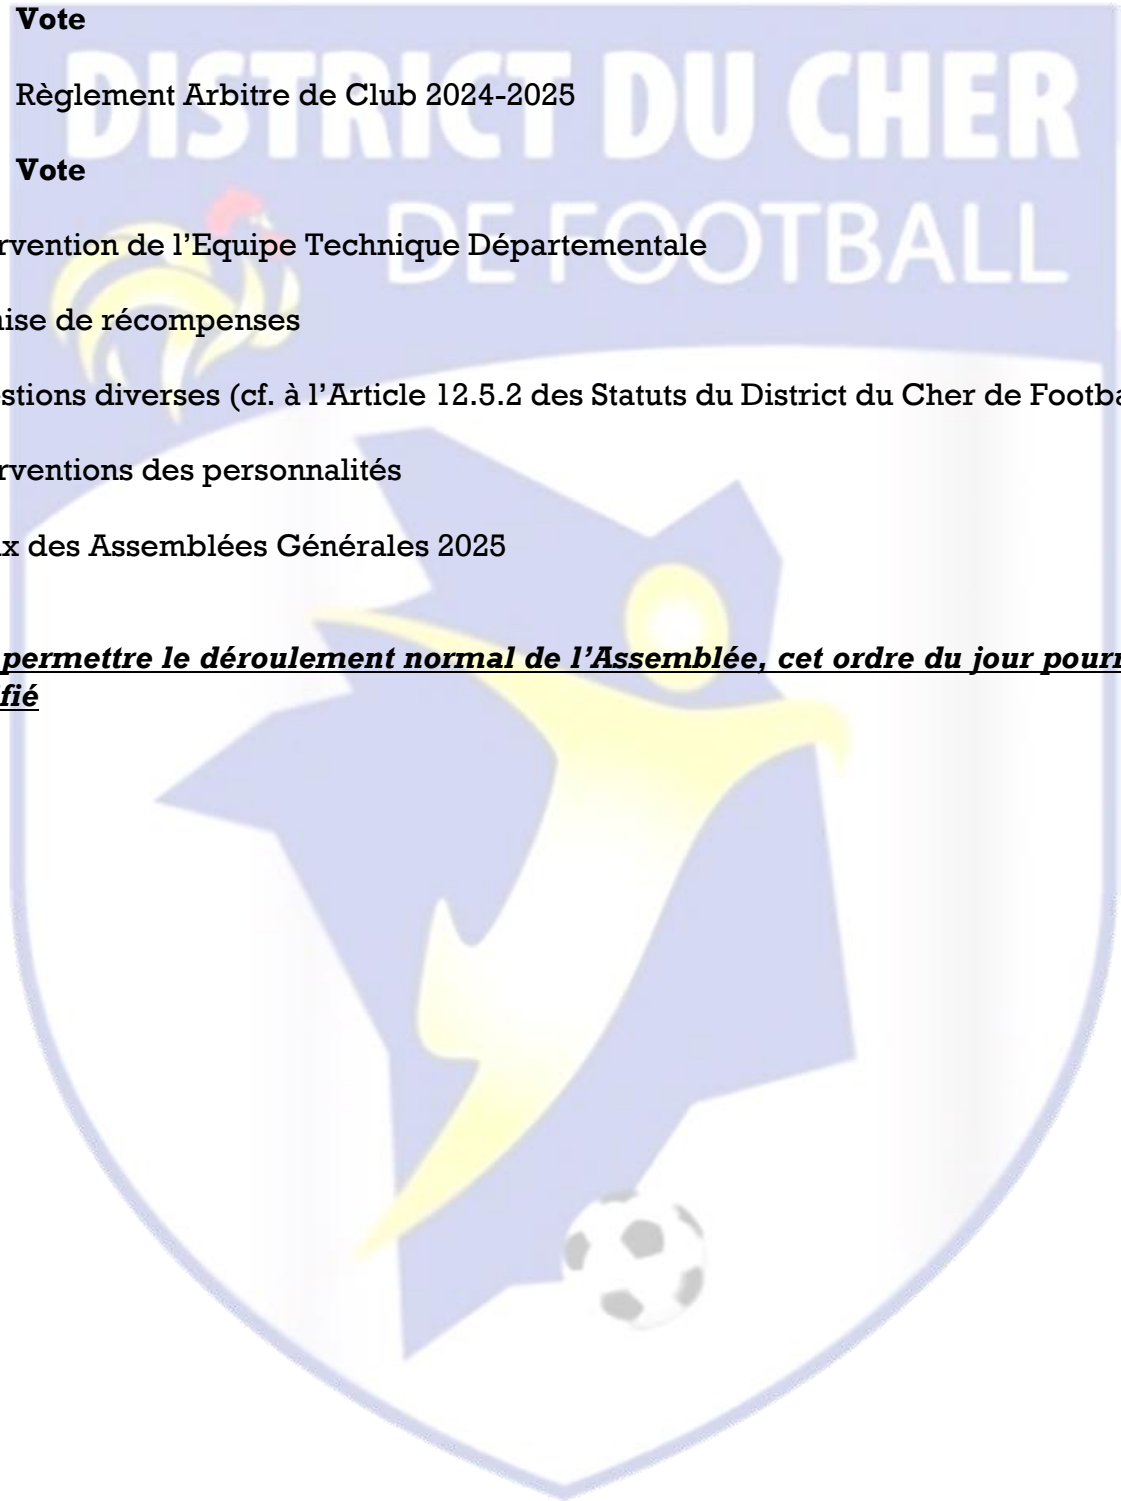 DISTRICT DU CHER
DE FOOTBALL
Vote
Règlement Arbitre de Club 2024-2025
Vote
rvention de l’Equipe Technique Départementale
ise de récompenses
stions diverses (cf. à l’Article 12.5.2 des Statuts du District du Cher de Footba
rventions des personnalités
x des Assemblées Générales 2025
permettre le déroulement normal de l’Assemblée, cet ordre du jour pour
fié